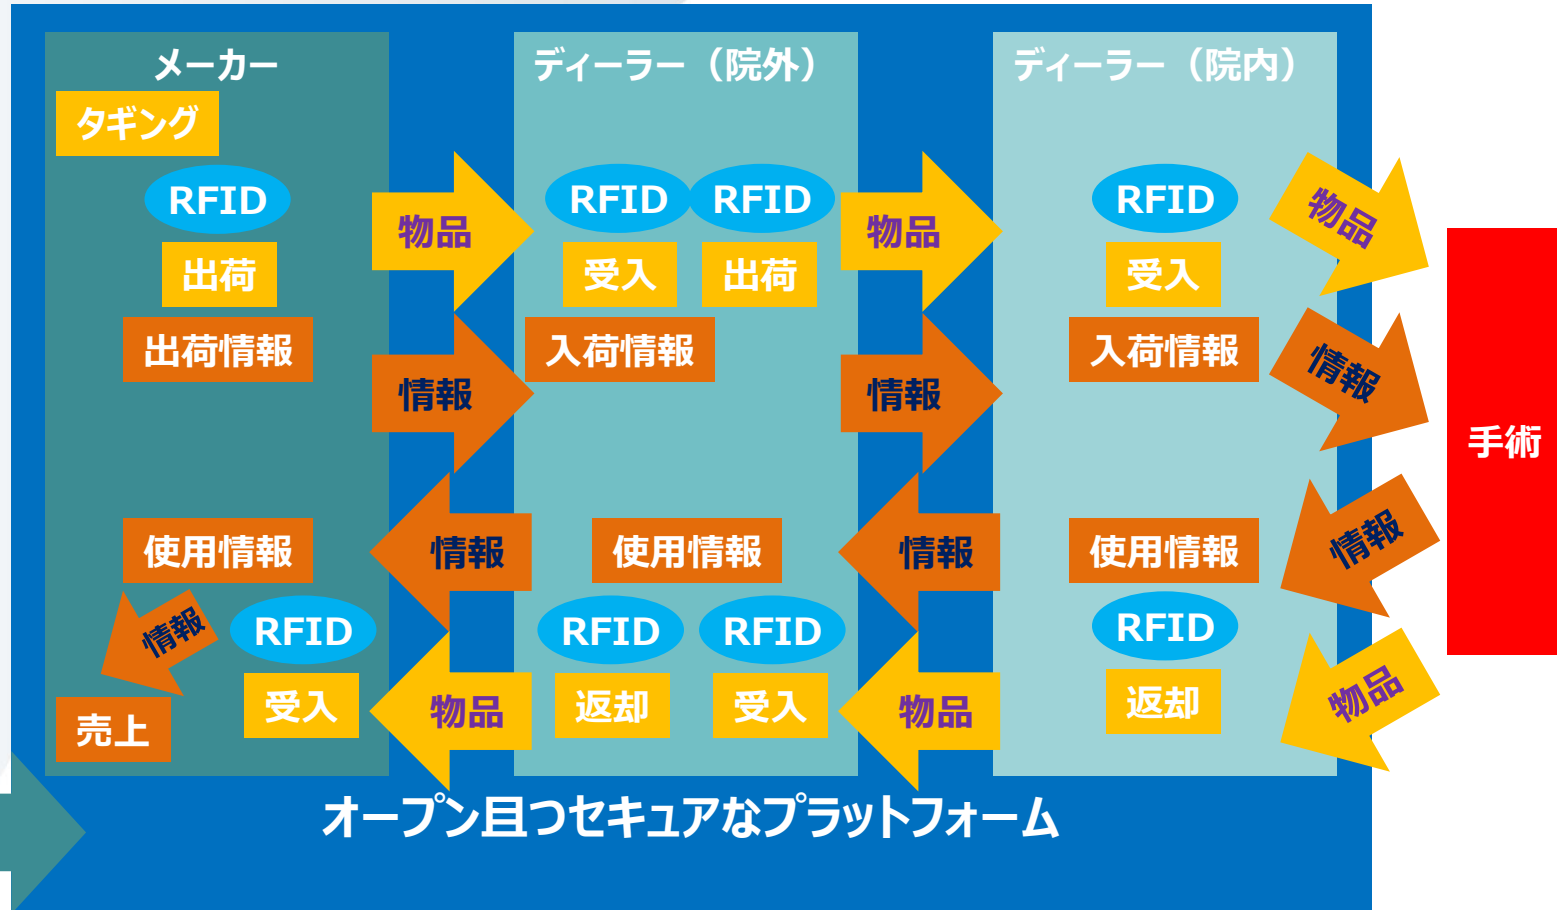 メーカー
ディーラー（院外）
ディーラー（院内）
タギング
RFID
RFID
RFID
RFID
物品
物品
物品
出荷
受入
出荷
受入
出荷情報
入荷情報
入荷情報
情報
情報
情報
手術
使用情報
情報
使用情報
情報
使用情報
情報
情報
RFID
RFID
RFID
RFID
売上
受入
物品
返却
受入
物品
返却
物品
オープン且つセキュアなプラットフォーム